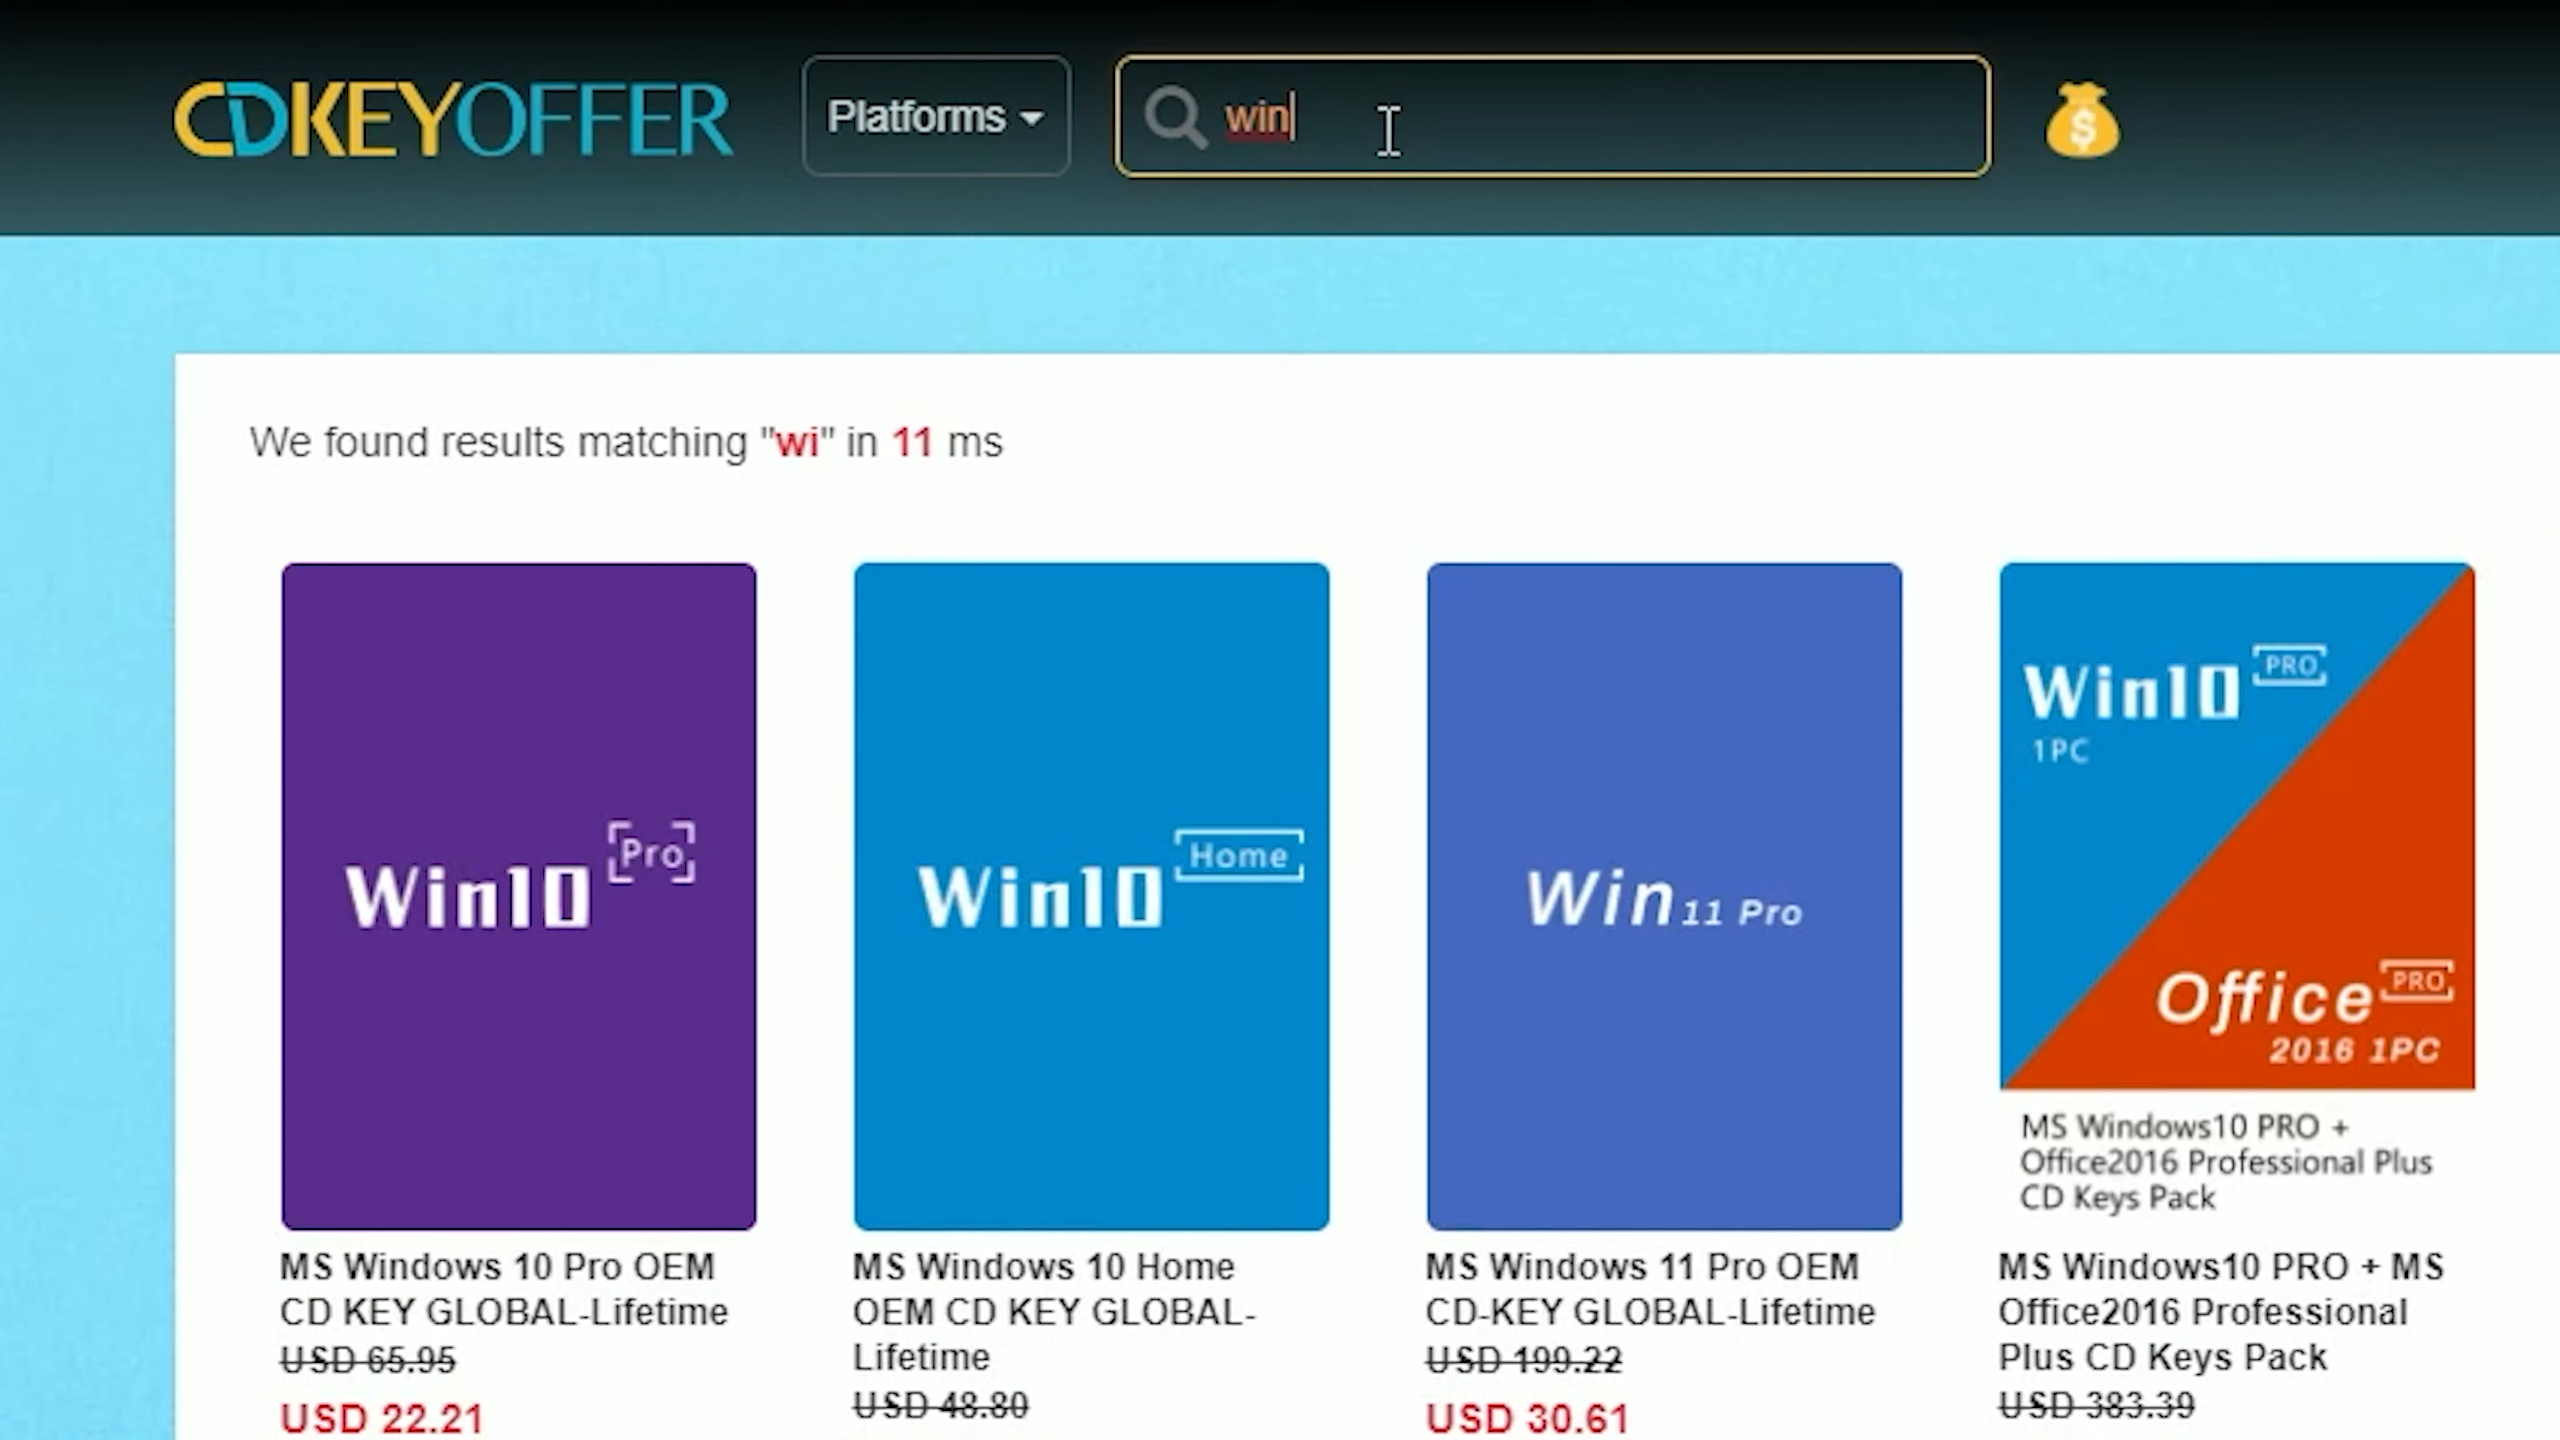 CDKEYOFFER
Platforms
win
We found results matching "wi" in 11 ms
Win10 Pro
Win10 Home
Win 11 Pro
Win10 PRO
1PC
Office PRO
2016 1PC
MS Windows10 PRO +
Office2016 Professional Plus
CD Keys Pack
MS Windows 10 Pro OEM
CD KEY GLOBAL-Lifetime
USD 65.95
USD 22.21
MS Windows 10 Home
OEM CD KEY GLOBAL-
Lifetime
USD 48.80
MS Windows 11 Pro OEM
CD-KEY GLOBAL-Lifetime
USD 199.22
USD 30.61
MS Windows10 PRO + MS
Office2016 Professional
Plus CD Keys Pack
USD 383.39